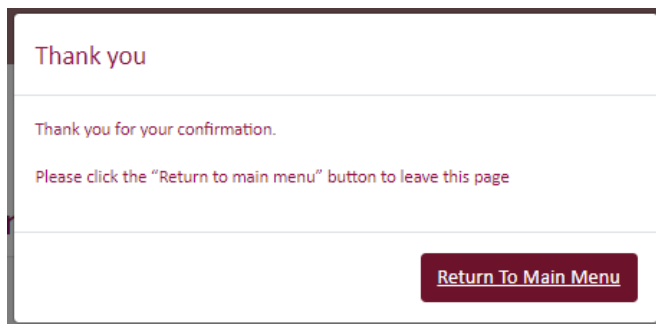 Thank you
Thank you for your confirmation.
Please click the “Return to main menu” button to leave this page
Return To Main Menu